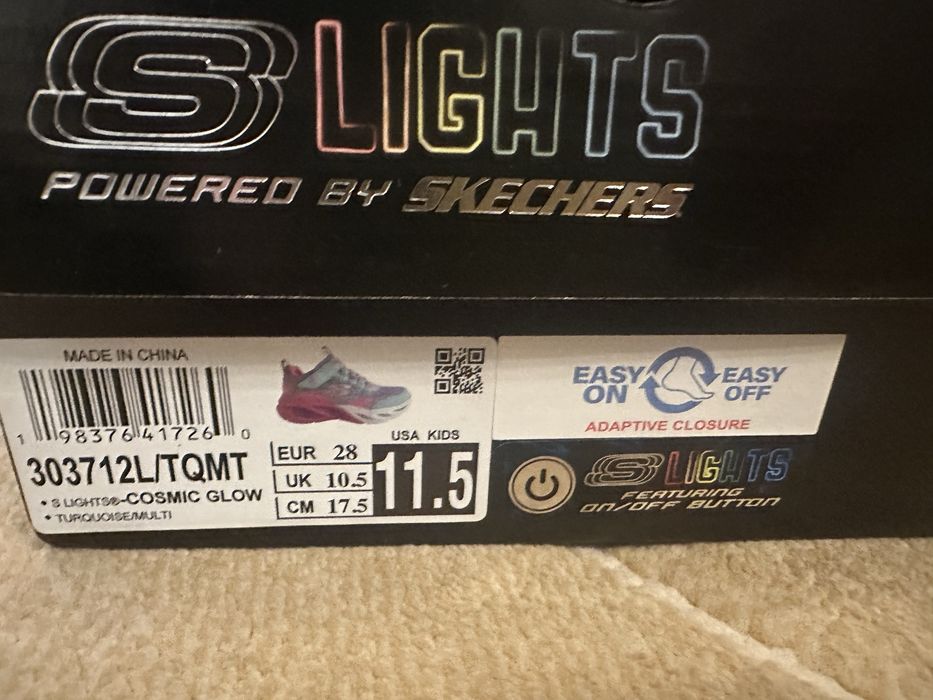 S LIGHTS
POWERED BY SKECHERS
MADE IN CHINA
1 98376 41726 0
303712L/TQMT
• S LIGHTS®-COSMIC GLOW
• TURQUOISE/MULTI
EUR 28
UK 10.5
CM 17.5
USA KIDS
11.5
EASY ON
EASY OFF
ADAPTIVE CLOSURE
S LIGHTS
FEATURING
ON/OFF BUTTON